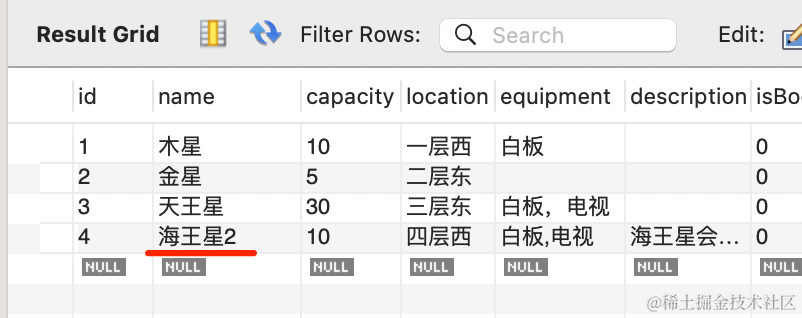 Result Grid Filter Rows: Search Edit:
id name capacity location equipment description isBoo
1 木星 10 一层西 白板 0
2 金星 5 二层东 0
3 天王星 30 三层东 白板，电视 0
4 海王星2 10 四层西 白板,电视 海王星会... 0
NULL NULL NULL NULL NULL NULL NULL
@稀土掘金技术社区